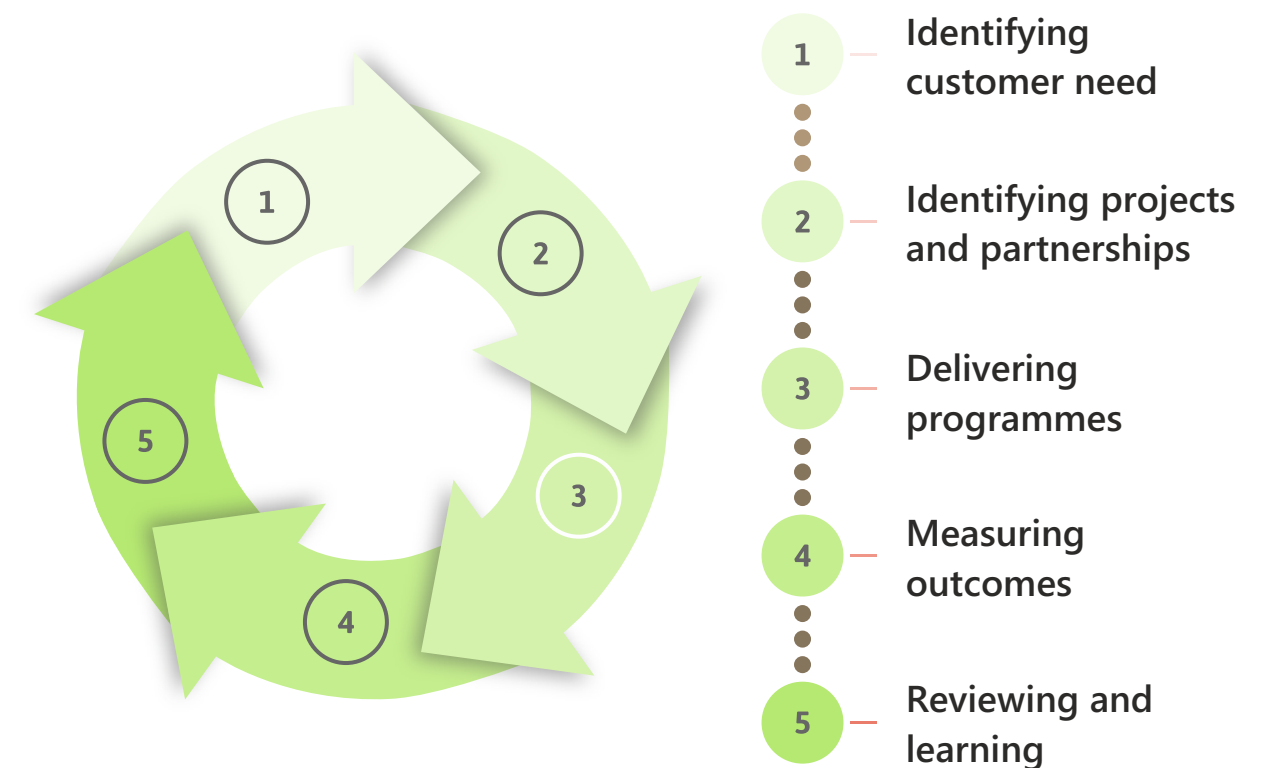 1
2
3
4
5
1
Identifying
customer need
2
Identifying projects
and partnerships
3
Delivering
programmes
4
Measuring
outcomes
5
Reviewing and
learning